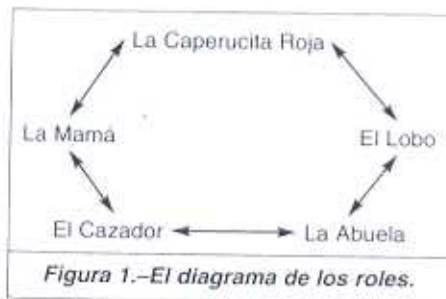 La Caperucita Roja
La Mamá
El Lobo
El Cazador
La Abuela
Figura 1.–El diagrama de los roles.